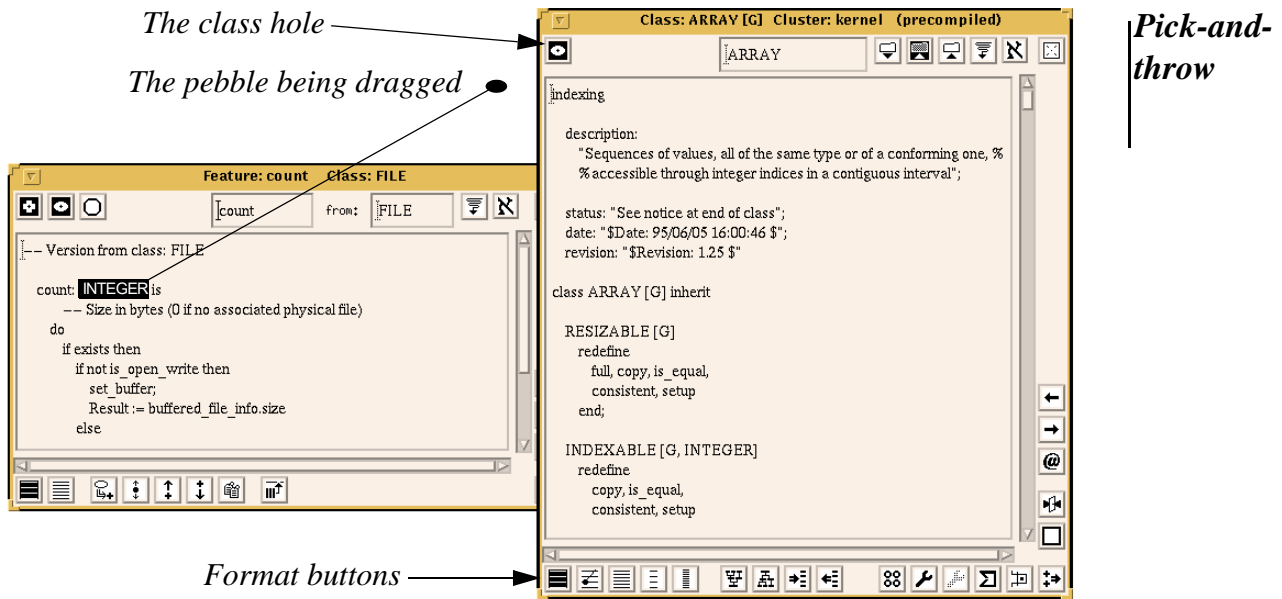 The class hole
The pebble being dragged
Pick-and-
throw
Class: ARRAY [G] Cluster: kernel (precompiled)
ARRAY
indexing
description:
"Sequences of values, all of the same type or of a conforming one, %
% accessible through integer indices in a contiguous interval";
status: "See notice at end of class";
date: "$Date: 95/06/05 16:00:46 $";
revision: "$Revision: 1.25 $"
class ARRAY [G] inherit
RESIZABLE [G]
redefine
full, copy, is_equal,
consistent, setup
end;
INDEXABLE [G, INTEGER]
redefine
copy, is_equal,
consistent, setup
@
Feature: count Class: FILE
count from: FILE
-- Version from class: FILE
count: INTEGER is
-- Size in bytes (0 if no associated physical file)
do
if exists then
if not is_open_write then
set_buffer;
Result := buffered_file_info.size
else
Format buttons